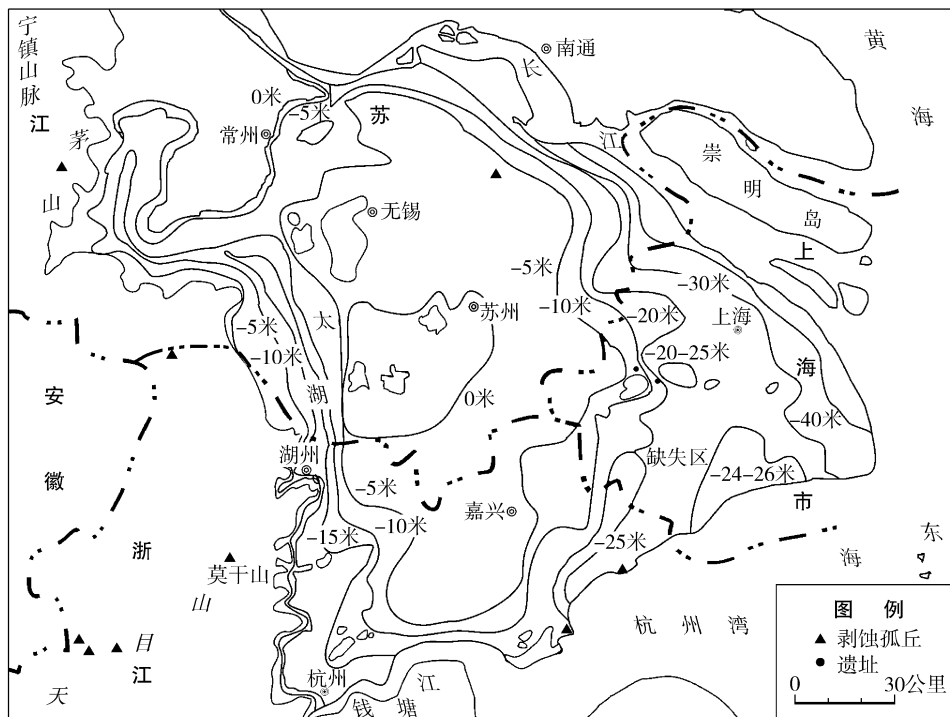 宁镇山脉
江
茅
山
0米
-5米
常州
苏
长
江
南通
黄
海
崇
明
岛
上
海
市
无锡
-5米
-10米
-30米
-20米
-20-25米
上海
苏州
太
湖
-5米
-10米
0米
-40米
安
徽
湖州
缺失区
-24-26米
-5米
-10米
-15米
嘉兴
-25米
浙
江
莫干山
天
目
山
杭州
钱塘
江
杭州湾
东
海
图例
▲ 剥蚀孤丘
● 遗址
0 30公里